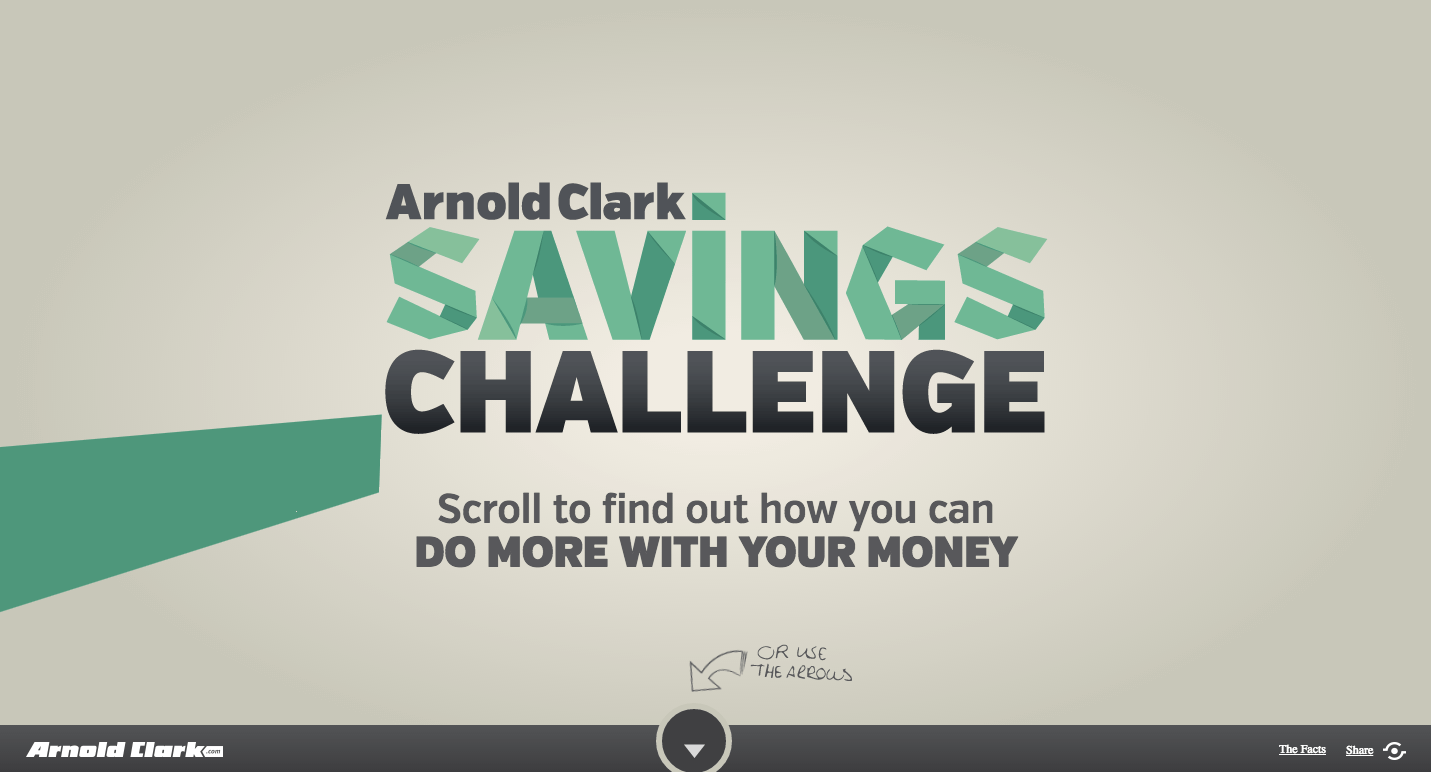 Arnold Clark
SAViNGS
CHALLENGE
Scroll to find out how you can
DO MORE WITH YOUR MONEY
OR USE
THE ARROWS
Arnold Clark.com
The Facts Share